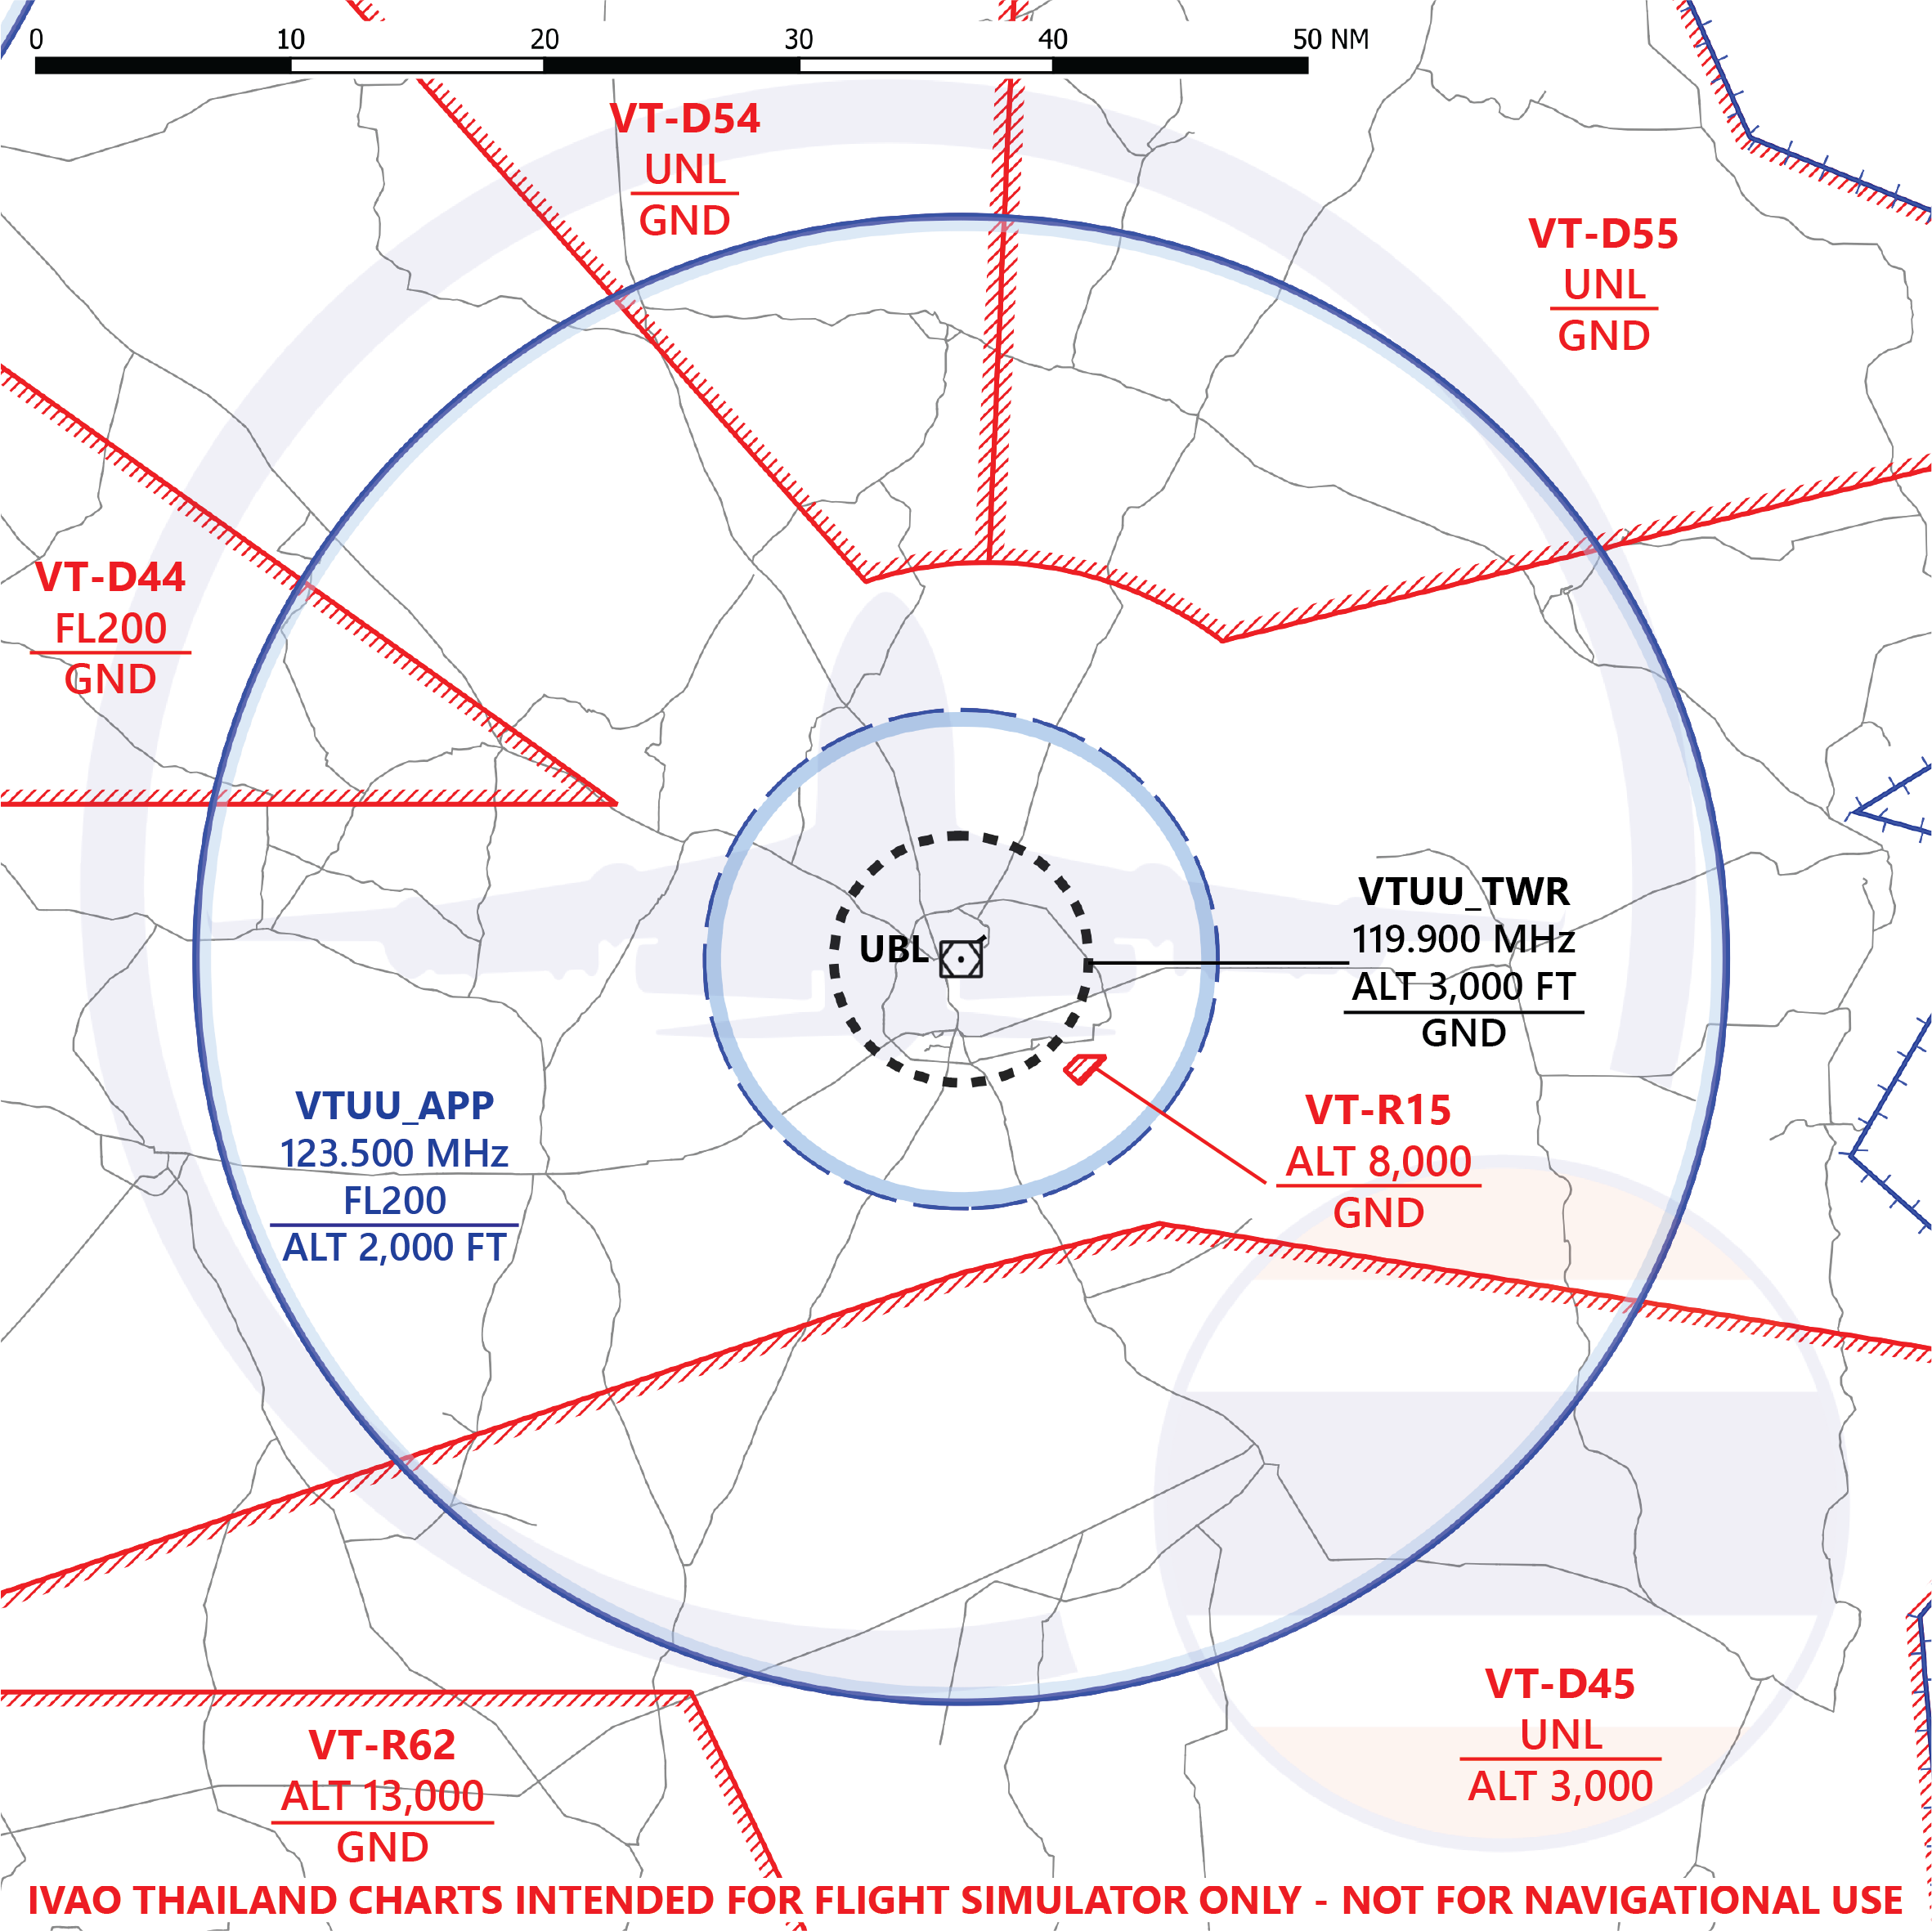 0 10 20 30 40 50 NM
VT-D54
UNL
GND
VT-D55
UNL
GND
VT-D44
FL200
GND
UBL
VTUU_TWR
119.900 MHz
ALT 3,000 FT
GND
VTUU_APP
123.500 MHz
FL200
ALT 2,000 FT
VT-R15
ALT 8,000
GND
VT-D45
UNL
ALT 3,000
VT-R62
ALT 13,000
GND
IVAO THAILAND CHARTS INTENDED FOR FLIGHT SIMULATOR ONLY - NOT FOR NAVIGATIONAL USE